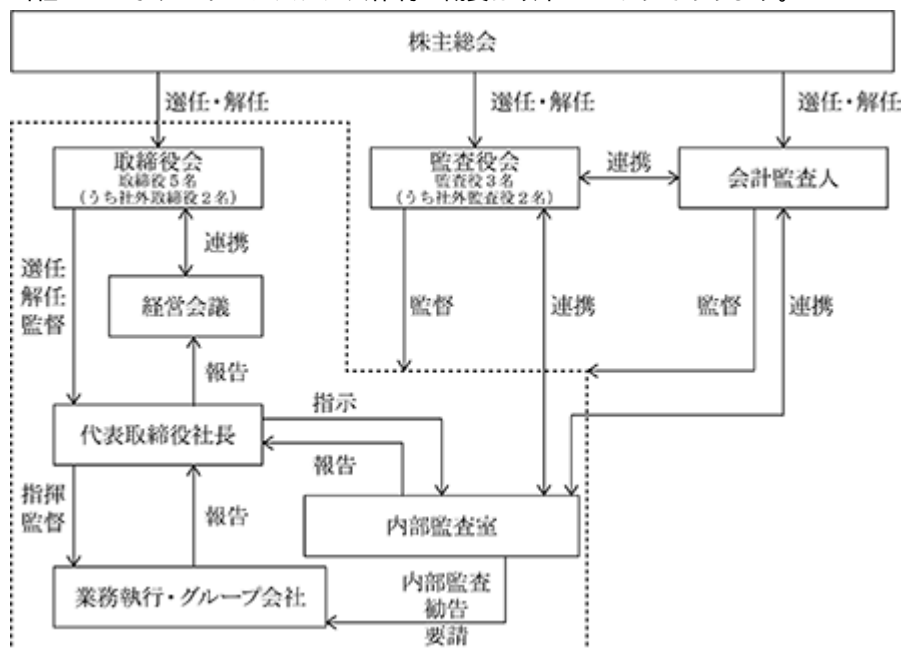 株主総会
選任・解任
選任・解任
選任・解任
取締役会
取締役5名
(うち社外取締役2名)
監査役会
監査役3名
(うち社外監査役2名)
連携
会計監査人
選任
解任
監督
連携
経営会議
監督
連携
監督
連携
報告
代表取締役社長
指示
報告
指揮
監督
報告
内部監査室
業務執行・グループ会社
内部監査
勧告
要請